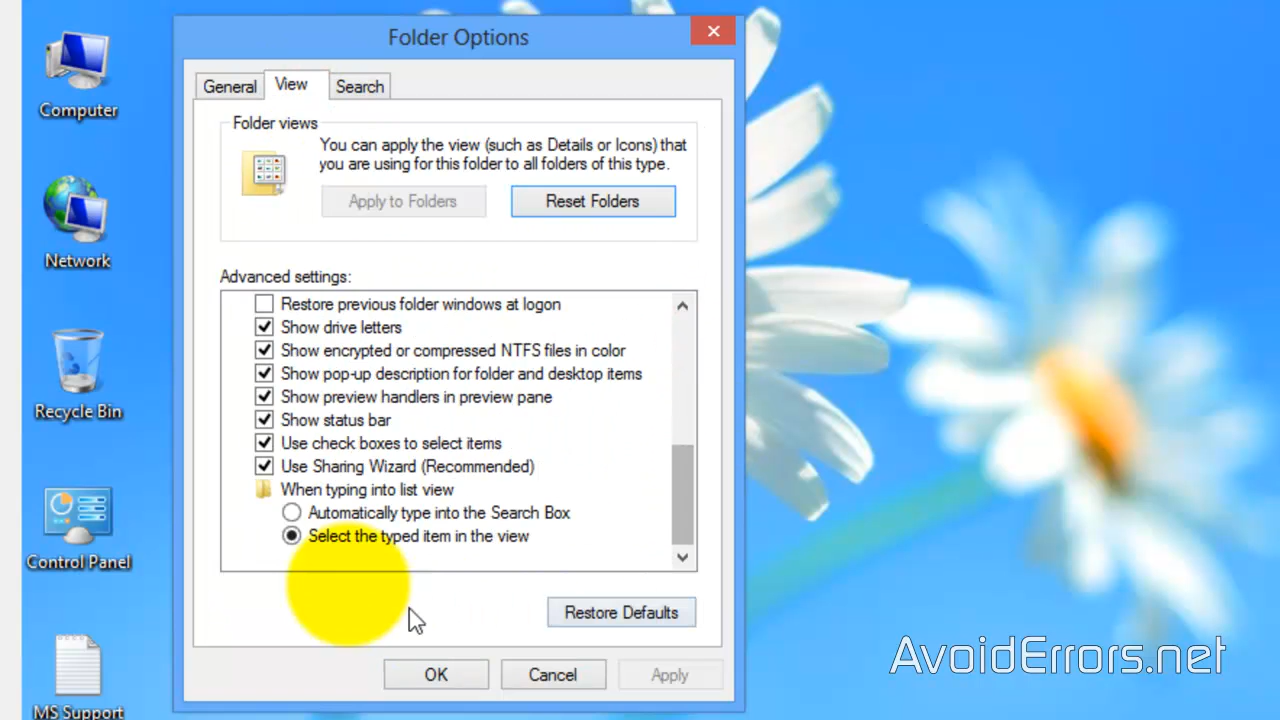 Folder Options
General
View
Search
Folder views
You can apply the view (such as Details or Icons) that
you are using for this folder to all folders of this type.
Apply to Folders
Reset Folders
Advanced settings:
Restore previous folder windows at logon
Show drive letters
Show encrypted or compressed NTFS files in color
Show pop-up description for folder and desktop items
Show preview handlers in preview pane
Show status bar
Use check boxes to select items
Use Sharing Wizard (Recommended)
When typing into list view
Automatically type into the Search Box
Select the typed item in the view
Restore Defaults
OK
Cancel
Apply
Computer
Network
Recycle Bin
Control Panel
MS Support
AvoidErrors.net